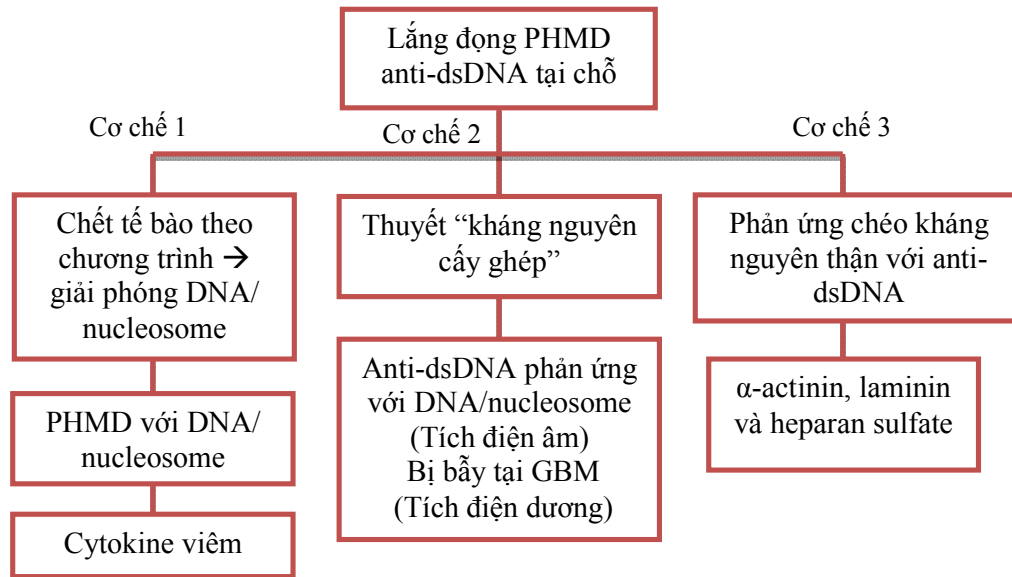 Lắng đọng PHMD
anti-dsDNA tại chỗ
Cơ chế 1
Cơ chế 2
Cơ chế 3
Chết tế bào theo
chương trình →
giải phóng DNA/
nucleosome
PHMD với DNA/
nucleosome
Cytokine viêm
Thuyết “kháng nguyên
cấy ghép”
Anti-dsDNA phản ứng
với DNA/nucleosome
(Tích điện âm)
Bị bẫy tại GBM
(Tích điện dương)
Phản ứng chéo kháng
nguyên thận với anti-
dsDNA
α-actinin, laminin
và heparan sulfate